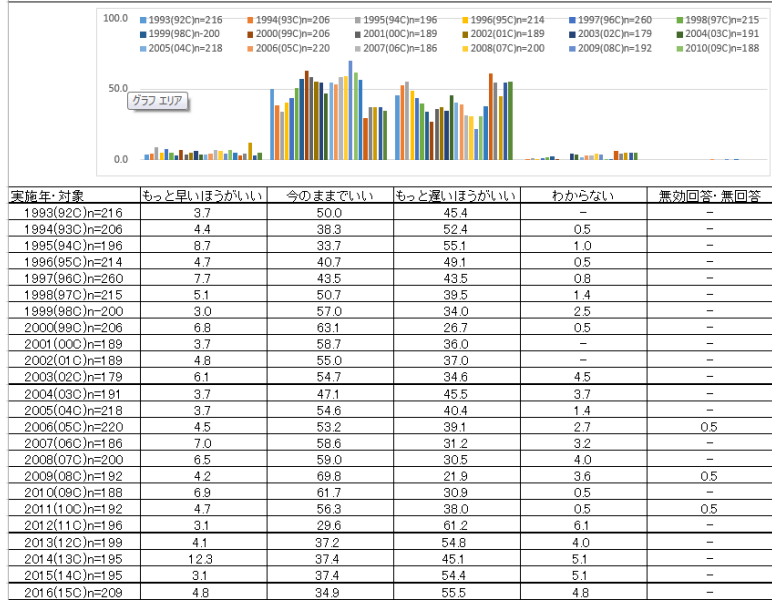 100.0
1993(92C)n=216 1994(93C)n=206 1995(94C)n=196 1996(95C)n=214 1997(96C)n=260 1998(97C)n=215
1999(98C)n-200 2000(99C)n=206 2001(00C)n=189 2002(01C)n=189 2003(02C)n=179 2004(03C)n=191
2005(04C)n=218 2006(05C)n=220 2007(06C)n=186 2008(07C)n=200 2009(08C)n=192 2010(09C)n=188
50.0
グラフ エリア
0.0
実施年・対象 もっと早いほうがいい 今のままでいい もっと遅いほうがいい わからない 無効回答・無回答
1993(92C)n=216 3.7 50.0 45.4 − −
1994(93C)n=206 4.4 38.3 52.4 0.5 −
1995(94C)n=196 8.7 33.7 55.1 1.0 −
1996(95C)n=214 4.7 40.7 49.1 0.5 −
1997(96C)n=260 7.7 43.5 43.5 0.8 −
1998(97C)n=215 5.1 50.7 39.5 1.4 −
1999(98C)n-200 3.0 57.0 34.0 2.5 −
2000(99C)n=206 6.8 63.1 26.7 0.5 −
2001(00C)n=189 3.7 58.7 36.0 − −
2002(01C)n=189 4.8 55.0 37.0 − −
2003(02C)n=179 6.1 54.7 34.6 4.5 −
2004(03C)n=191 3.7 47.1 45.5 3.7 −
2005(04C)n=218 3.7 54.6 40.4 1.4 −
2006(05C)n=220 4.5 53.2 39.1 2.7 0.5
2007(06C)n=186 7.0 58.6 31.2 3.2 −
2008(07C)n=200 6.5 59.0 30.5 4.0 −
2009(08C)n=192 4.2 69.8 21.9 3.6 0.5
2010(09C)n=188 6.9 61.7 30.9 0.5 −
2011(10C)n=192 4.7 56.3 38.0 0.5 0.5
2012(11C)n=196 3.1 29.6 61.2 6.1 −
2013(12C)n=199 4.1 37.2 54.8 4.0 −
2014(13C)n=195 12.3 37.4 45.1 5.1 −
2015(14C)n=195 3.1 37.4 54.4 5.1 −
2016(15C)n=209 4.8 34.9 55.5 4.8 −